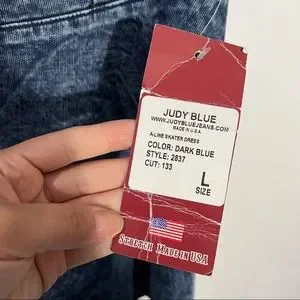 JUDY BLUE
WWW.JUDYBLUEJEANS.COM
MADE IN U.S.A
A-LINE SKATER DRESS
COLOR: DARK BLUE
STYLE: 2837
CUT: 133
L
SIZE
STRETCH MADE IN USA